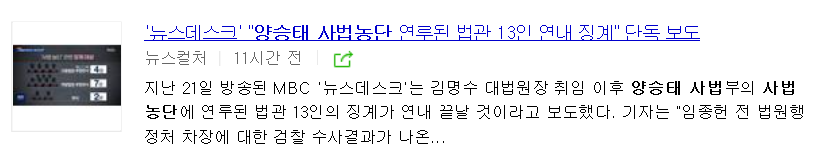 '뉴스데스크' "양승태 사법농단 연루된 법관 13인 연내 징계" 단독 보도
뉴스컬처 11시간 전
지난 21일 방송된 MBC '뉴스데스크'는 김명수 대법원장 취임 이후 양승태 사법부의 사법
농단에 연루된 법관 13인의 징계가 연내 끝날 것이라고 보도했다. 기자는 "임종헌 전 법원행
정처 차장에 대한 검찰 수사결과가 나온...
4명
7명
2명